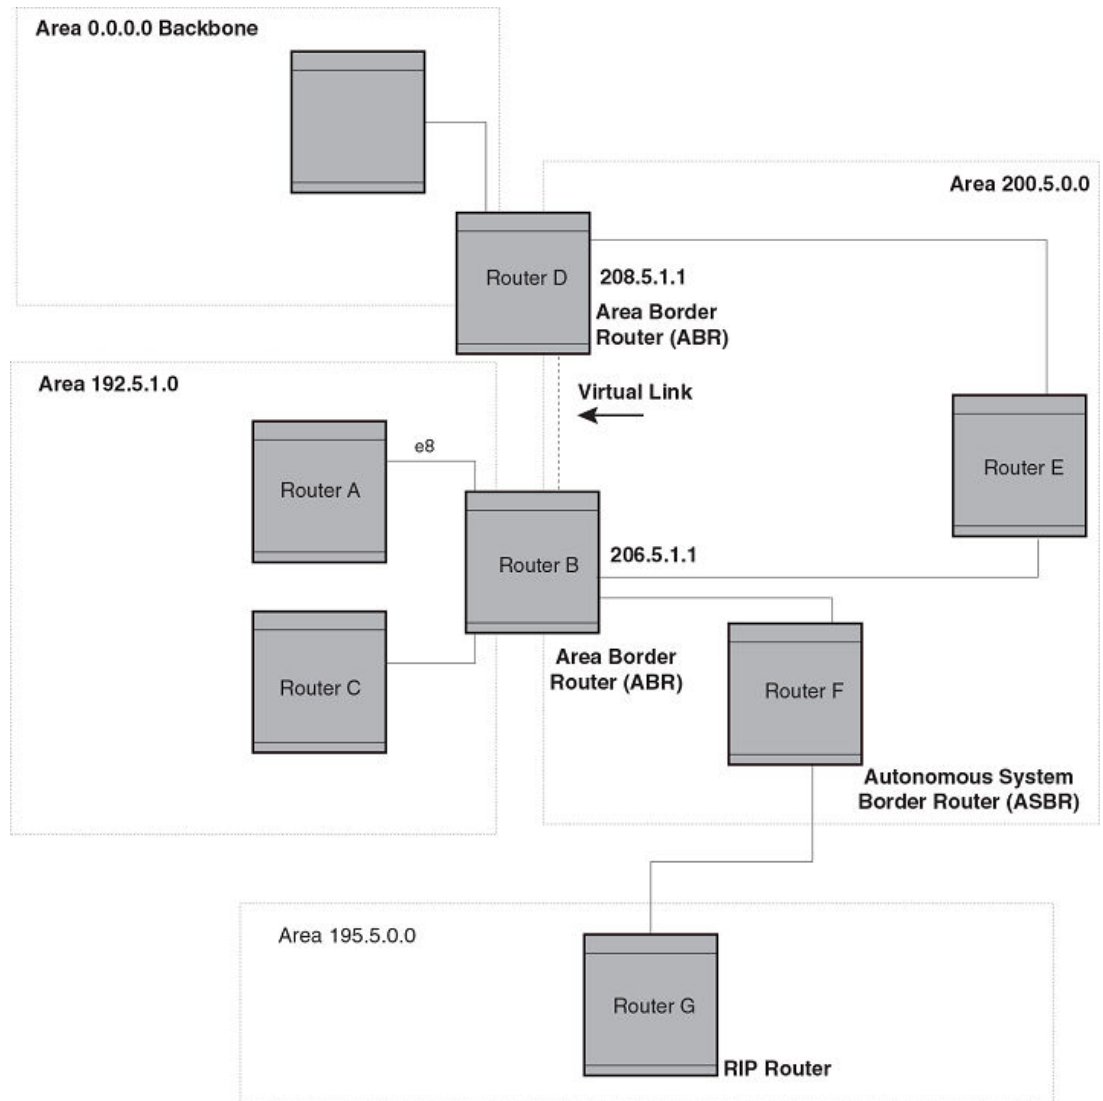 Area 0.0.0.0 Backbone
Area 200.5.0.0
Router D
208.5.1.1
Area Border
Router (ABR)
Area 192.5.1.0
Virtual Link
e8
Router A
Router E
Router B
206.5.1.1
Area Border
Router (ABR)
Router C
Router F
Autonomous System
Border Router (ASBR)
Area 195.5.0.0
Router G
RIP Router